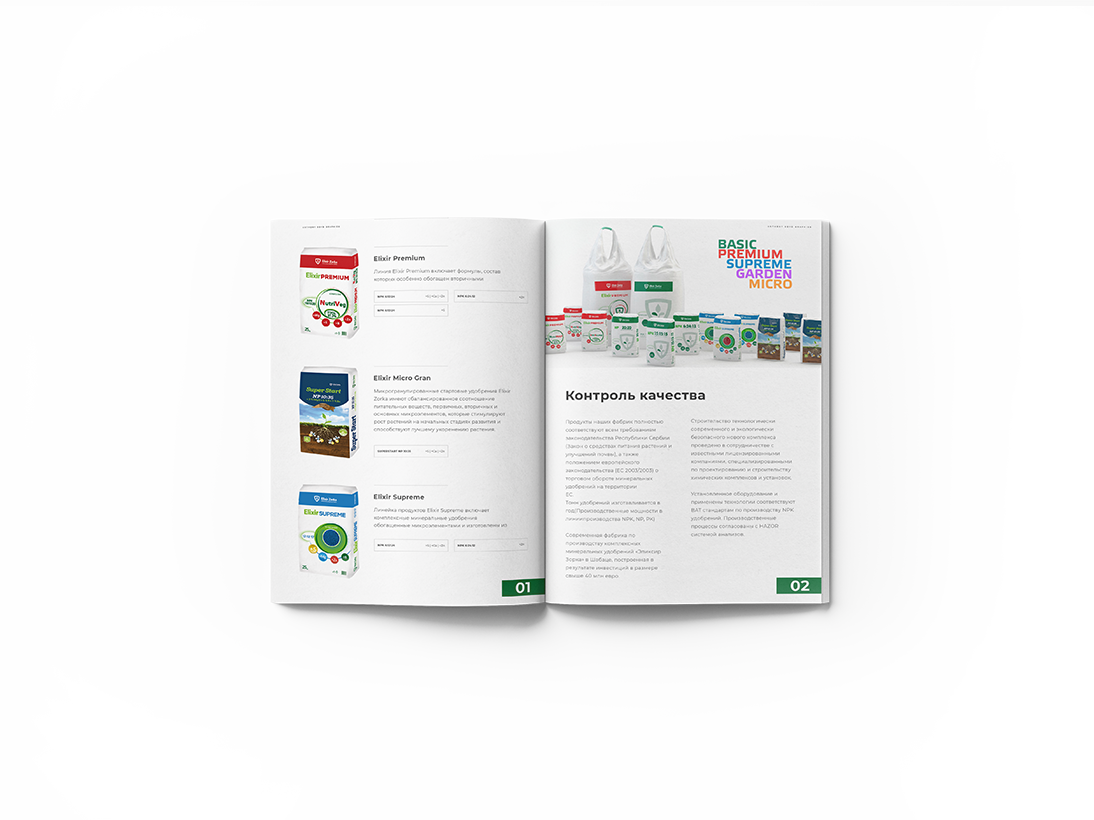 Elixir Premium
Линия Elixir Premium включает формулы, состав
которых особенно обогащен вторичными
Elixir PREMIUM
NutriVeg
Elixir Micro Gran
Микрогранулированные стартовые удобрения Elixir
Zorka имеют сбалансированное соотношение
питательных веществ, первичных, вторичных и
основных микроэлементов, которые стимулируют
рост растений на начальных стадиях развития и
способствуют лучшему укоренению растения.
Super Start
NP 10:35
Super Start
Elixir Supreme
Линейка продуктов Elixir Supreme включает
комплексные минеральные удобрения
обогащенные микроэлементами и изготовлена из
Elixir SUPREME
01
BASIC
PREMIUM
SUPREME
GARDEN
MICRO
Контроль качества
Продукты наших фабрик полностью
соответствуют всем требованиям
законодательства Республики Сербии
(Закон о средствах питания растений и
улучшений почвы), а также
положением европейского
законодательства (ЕС 2003/2003) о
торговом обороте минеральных
удобрений на территории
ЕС.
Тонн удобрений изготавливается в
год(Производственные мощности в
линиипроизводства NPK, NP, PK)
Современная фабрика по
производству комплексных
минеральных удобрений «Эликсир
Зорка» в Шабаце, построенная в
результате инвестиций в размере
свыше 40 млн евро.
Строительство технологически
современного и экологически
безопасного нового комплекса
проведено в сотрудничестве с
известными лицензированными
компаниями, специализированными
по проектированию и строительству
химических комплексов и установок.
Установленное оборудование и
применены технологии соответствуют
BAT стандартам по производству NPK
удобрений. Производственные
процессы согласованы с HAZOP
системой анализов.
02